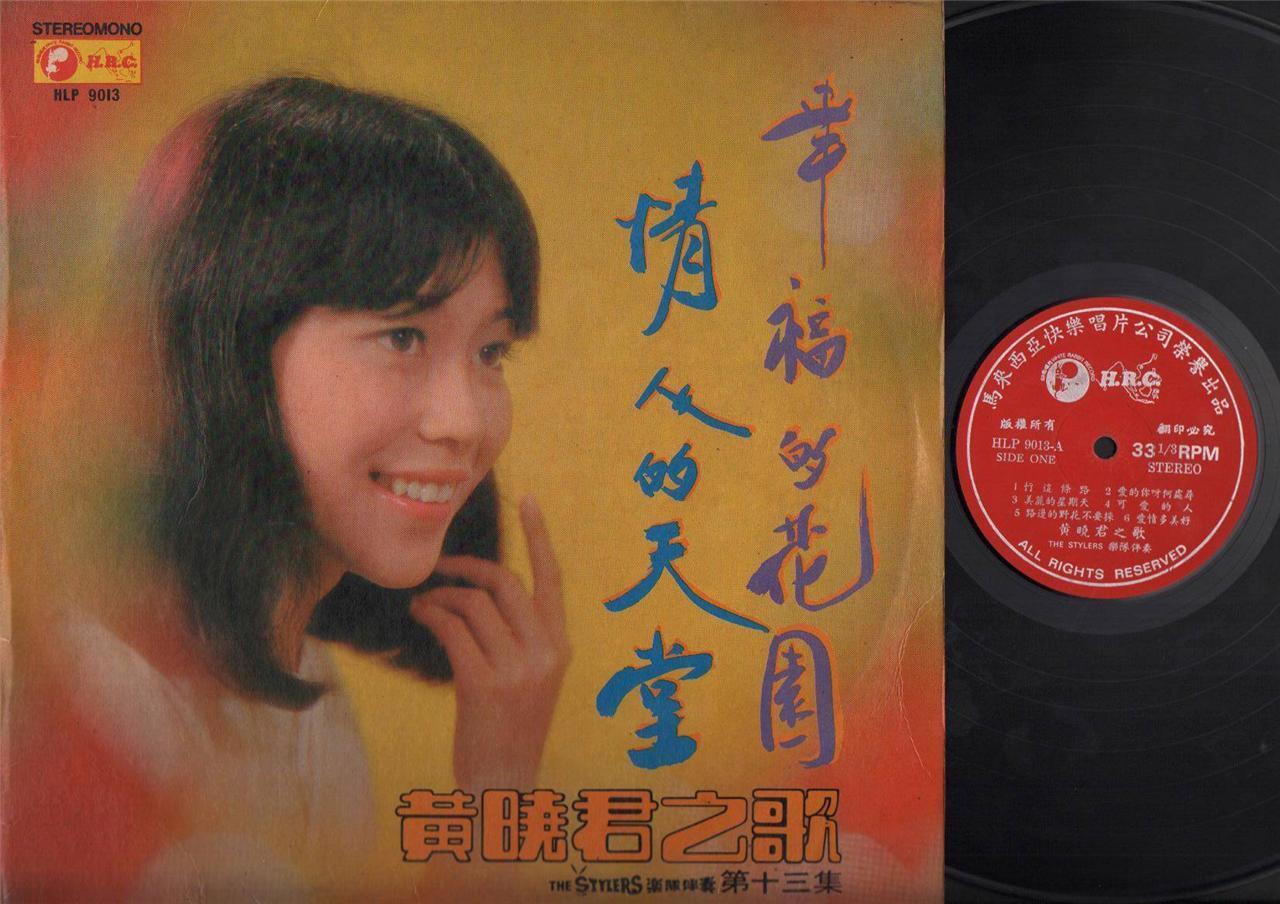 STEREOMONO
H.R.C.
HLP 9013
幸福的花園
情人的天堂
黃曉君之歌
THE STYLERS 樂隊伴奏 第十三集
馬來西亞快樂唱片公司榮譽出品
WHITE RABBIT RECORDS
H.R.C.
版權所有 翻印必究
HLP 9013-A 33 1/3 RPM
SIDE ONE STEREO
1 行這條路 2 愛的你呀何處尋
3 美麗的星期天 4 可愛的人
5 路邊的野花不要採 6 愛情多美好
黃曉君之歌
THE STYLERS 樂隊伴奏
ALL RIGHTS RESERVED